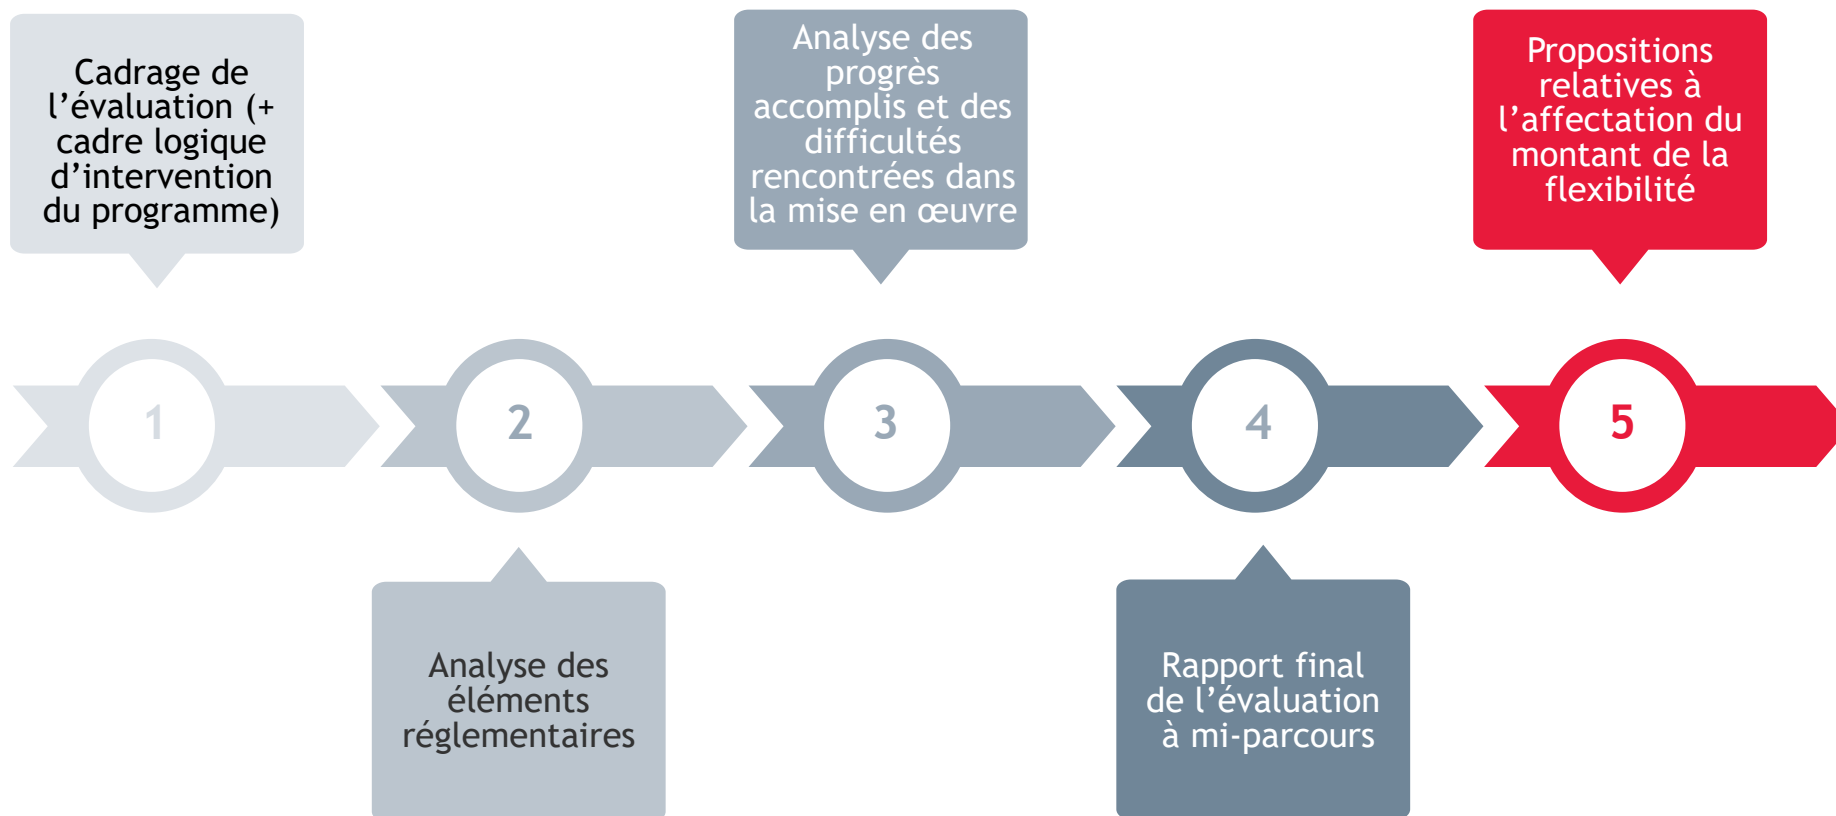 Cadrage de
l’évaluation (+
cadre logique
d’intervention
du programme)
Analyse des
progrès
accomplis et des
difficultés
rencontrées dans
la mise en œuvre
Propositions
relatives à
l’affectation du
montant de la
flexibilité
1
2
3
4
5
Analyse des
éléments
réglementaires
Rapport final
de l’évaluation
à mi-parcours